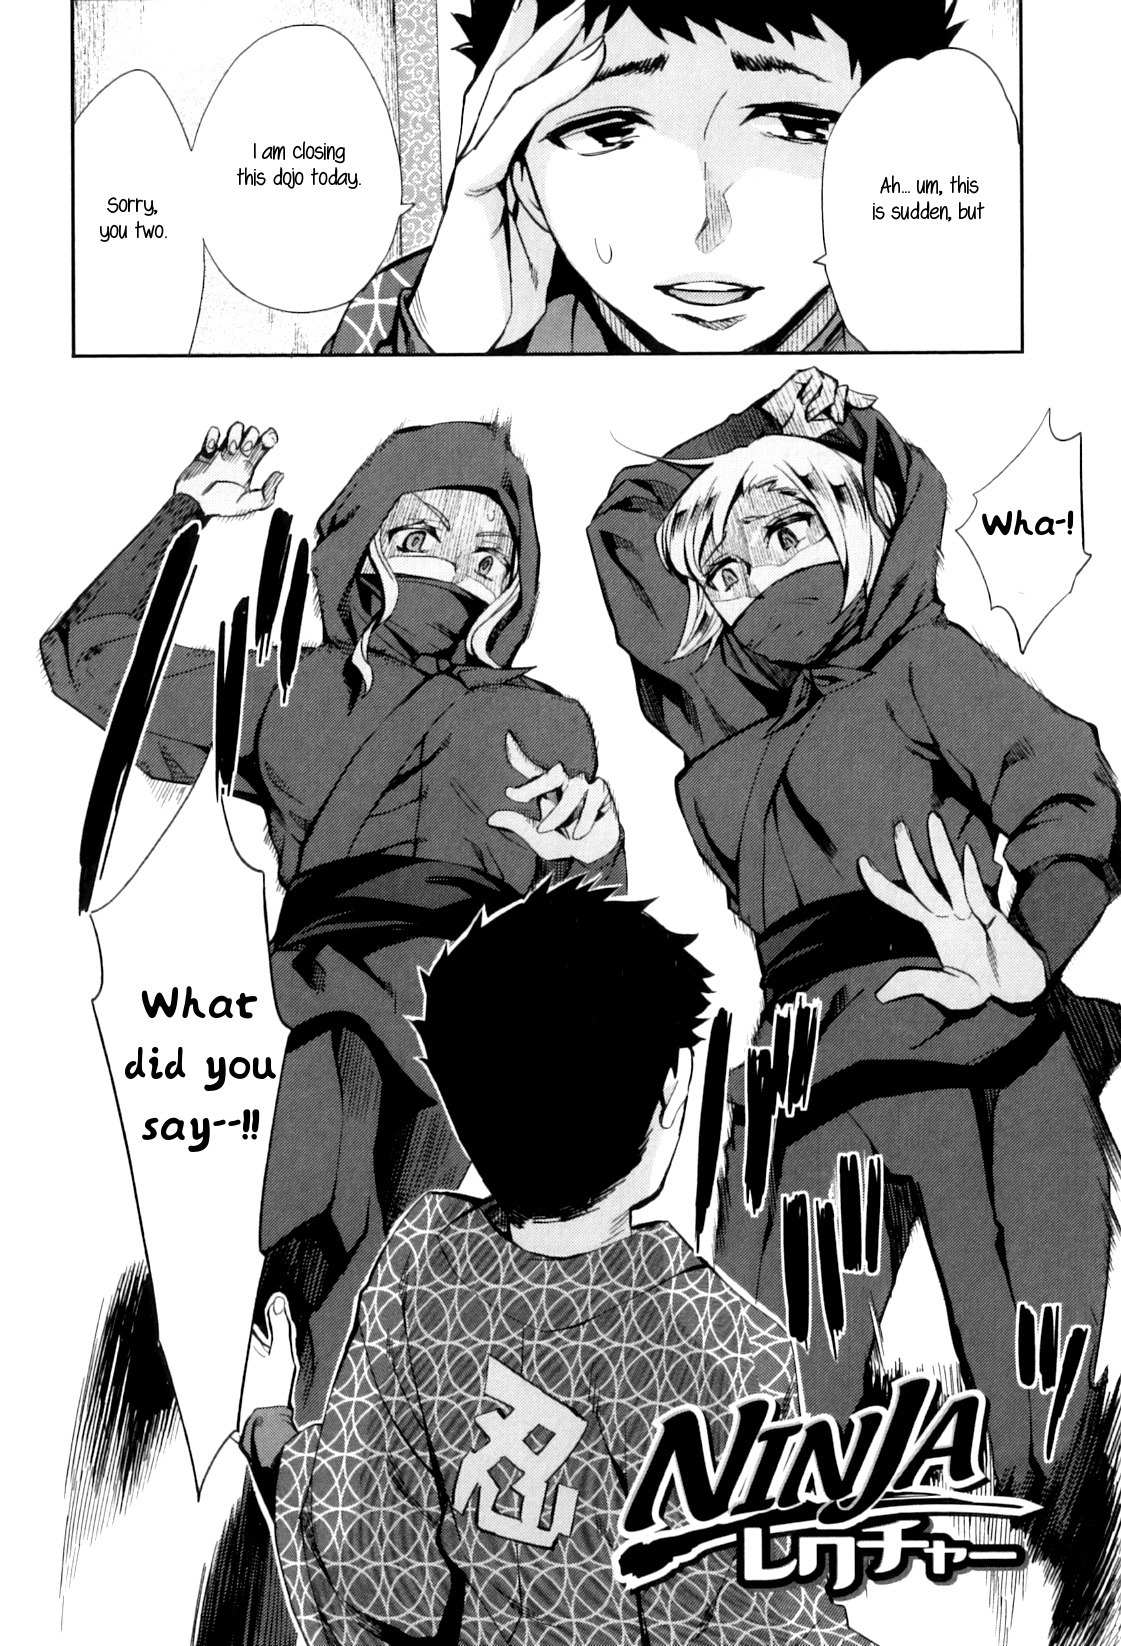 Ah... um, this
is sudden, but
I am closing
this dojo today.
Sorry,
you two.
Wha-!
What
did you
say--!!
忍
NINJA
レクチャー